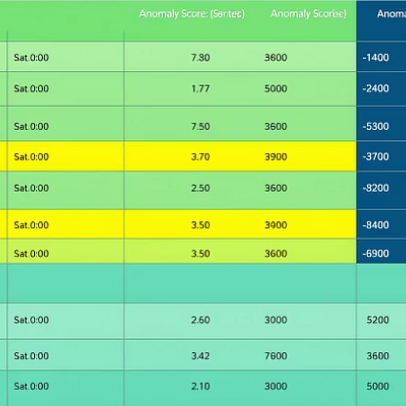 Anomaly Score: (Sentec) Anomaly Scor(ec) Anoma
Sat.0:00 7.30 3600 -1400
Sat.0:00 1.77 5000 -2400
Sat.0:00 7.50 3600 -5300
Sat.0:00 3.70 3900 -3700
Sat.0:00 2.50 3600 -8200
Sat.0:00 3.50 3900 -8400
Sat.0:00 3.50 3600 -6900
Sat.0:00 2.60 3000 5200
Sat.0:00 3.42 7600 3600
Sat.0:00 2.10 3000 5000